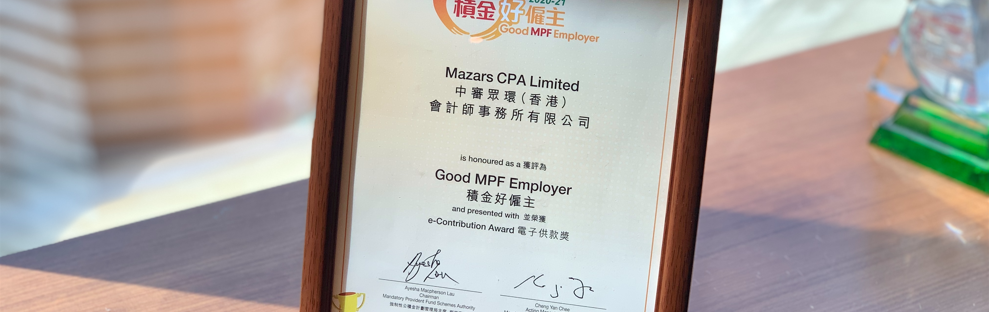 2020-21
積金好僱主
Good MPF Employer
Mazars CPA Limited
中審眾環(香港)
會計師事務所有限公司
is honoured as a 獲評為
Good MPF Employer
積金好僱主
and presented with 並榮獲
e-Contribution Award 電子供款獎
Ayesha Macpherson Lau
Chairman
Mandatory Provident Fund Schemes Authority
Cheng Yan Chee